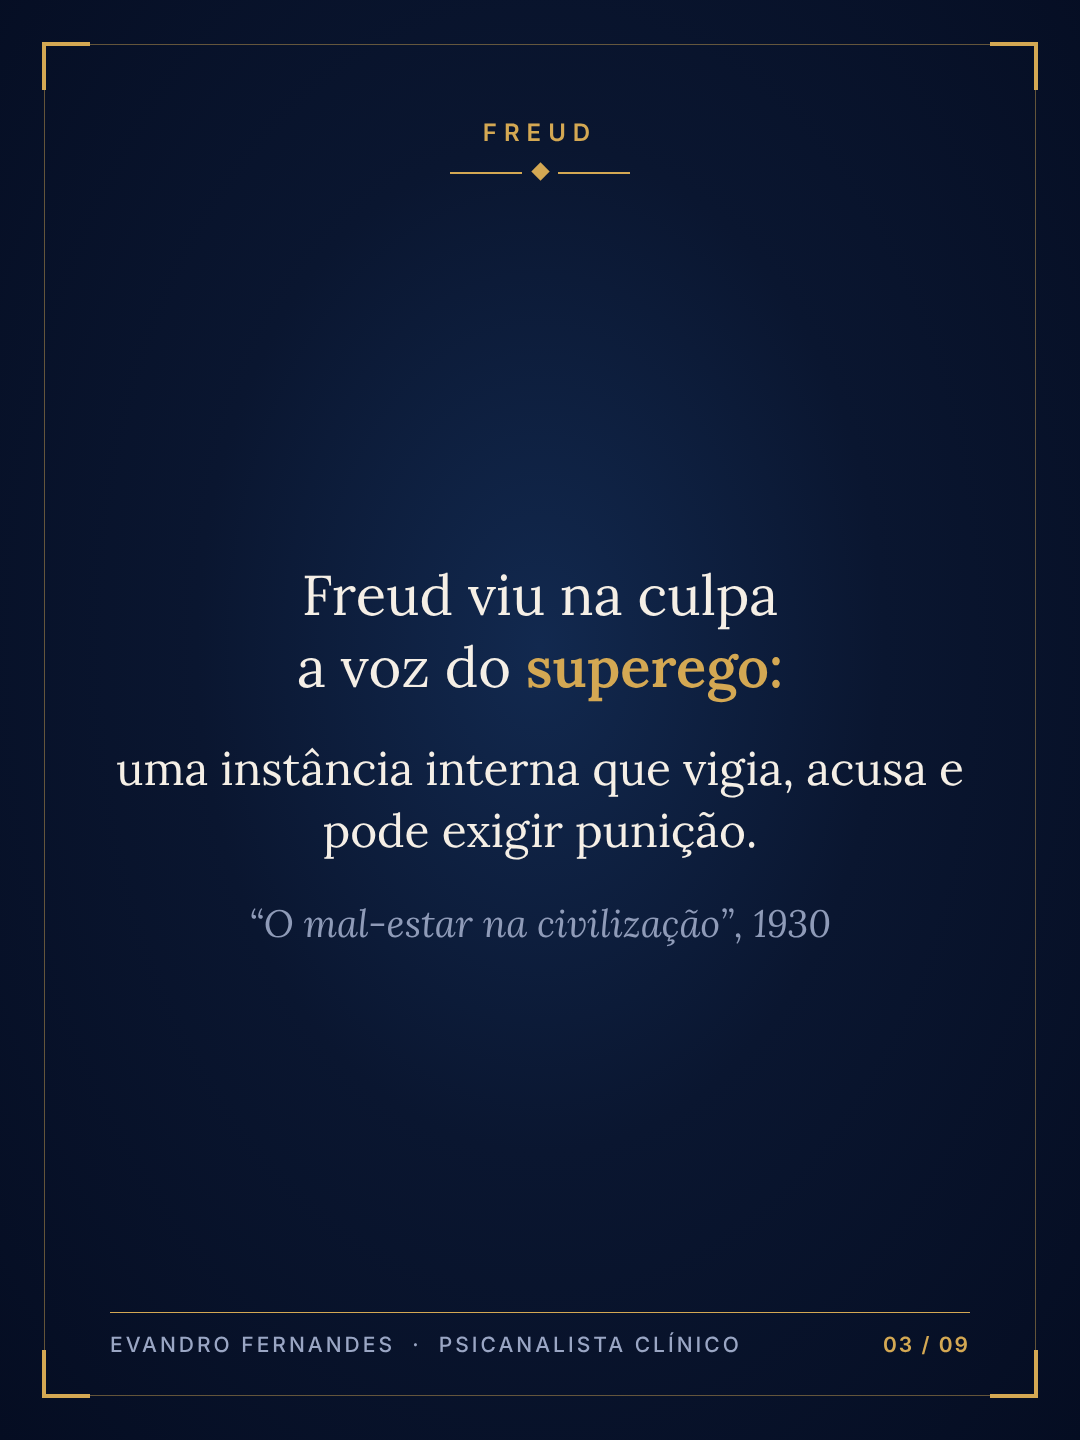 FREUD
Freud viu na culpa
a voz do superego:
uma instância interna que vigia, acusa e
pode exigir punição.
“O mal-estar na civilização”, 1930
EVANDRO FERNANDES · PSICANALISTA CLÍNICO 03 / 09